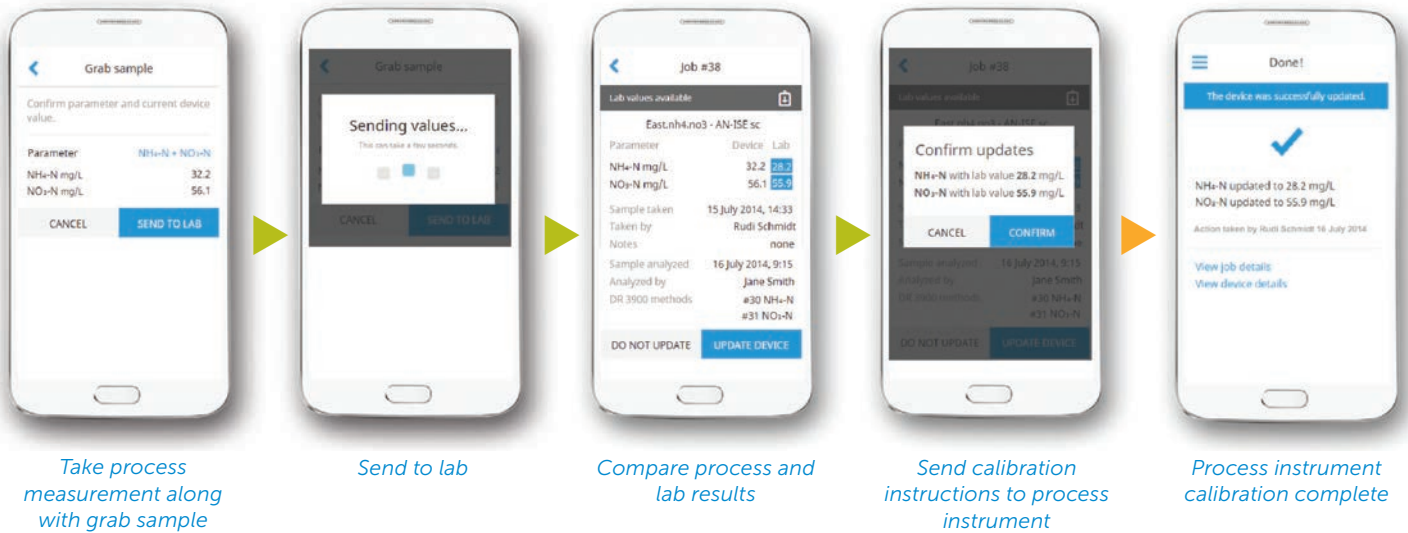 Grab sample
Confirm parameter and current device
value.
Parameter NH₄-N + NO₃-N
NH₄-N mg/L 32.2
NO₃-N mg/L 56.1
CANCEL SEND TO LAB
Take process
measurement along
with grab sample
Grab sample
Sending values...
This can take a few seconds.
CANCEL SEND TO LAB
Send to lab
Job #38
Lab values available
East.nh4.no3 - AN-ISE sc
Parameter Device Lab
NH₄-N mg/L 32.2 28.2
NO₃-N mg/L 56.1 55.9
Sample taken 15 July 2014, 14:33
Taken by Rudi Schmidt
Notes none
Sample analyzed 16 July 2014, 9:15
Analyzed by Jane Smith
DR 3900 methods #30 NH₄-N
#31 NO₃-N
DO NOT UPDATE UPDATE DEVICE
Compare process and
lab results
Job #38
Lab values available
East.nh4.no3 - AN-ISE sc
Confirm updates
NH₄-N with lab value 28.2 mg/L
NO₃-N with lab value 55.9 mg/L
CANCEL CONFIRM
Sample analyzed 16 July 2014, 9:15
Analyzed by Jane Smith
DR 3900 methods #30 NH₄-N
#31 NO₃-N
DO NOT UPDATE UPDATE DEVICE
Send calibration
instructions to process
instrument
Done!
The device was successfully updated.
NH₄-N updated to 28.2 mg/L
NO₃-N updated to 55.9 mg/L
Action taken by Rudi Schmidt 16 July 2014
View job details
View device details
Process instrument
calibration complete